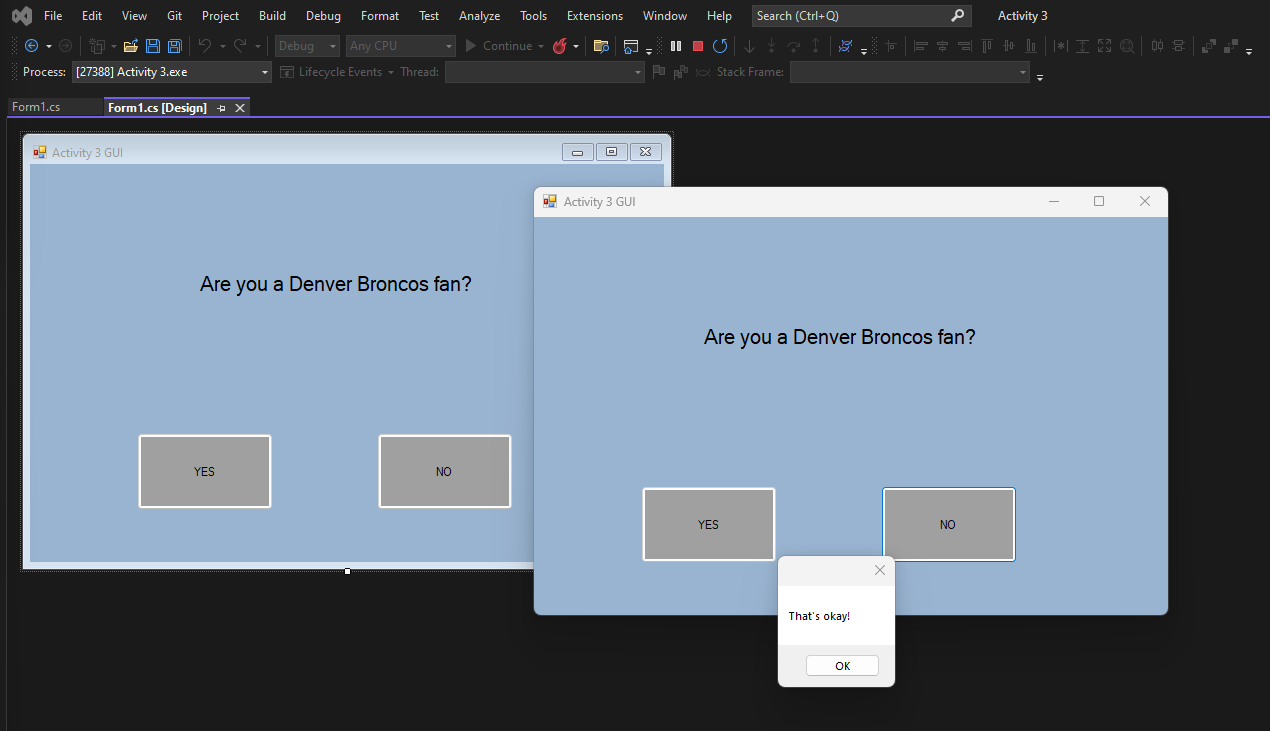 File Edit View Git Project Build Debug Format Test Analyze Tools Extensions Window Help Search (Ctrl+Q) Activity 3
Debug Any CPU Continue
Process: [27388] Activity 3.exe Lifecycle Events Thread: Stack Frame:
Form1.cs Form1.cs [Design]
Activity 3 GUI
Are you a Denver Broncos fan?
YES NO
Activity 3 GUI
Are you a Denver Broncos fan?
YES NO
That's okay!
OK